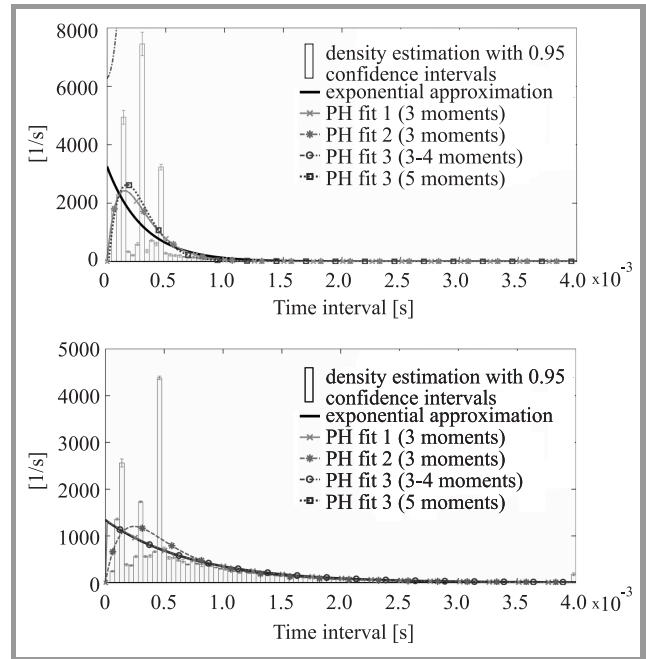 8000
6000
4000
2000
0
[1/s]
density estimation with 0.95
confidence intervals
exponential approximation
PH fit 1 (3 moments)
PH fit 2 (3 moments)
PH fit 3 (3-4 moments)
PH fit 3 (5 moments)
0 0.5 1.0 1.5 2.0 2.5 3.0 3.5 4.0 ×10⁻³
Time interval [s]
5000
4000
3000
2000
1000
0
[1/s]
density estimation with 0.95
confidence intervals
exponential approximation
PH fit 1 (3 moments)
PH fit 2 (3 moments)
PH fit 3 (3-4 moments)
PH fit 3 (5 moments)
0 0.5 1.0 1.5 2.0 2.5 3.0 3.5 4.0 ×10⁻³
Time interval [s]